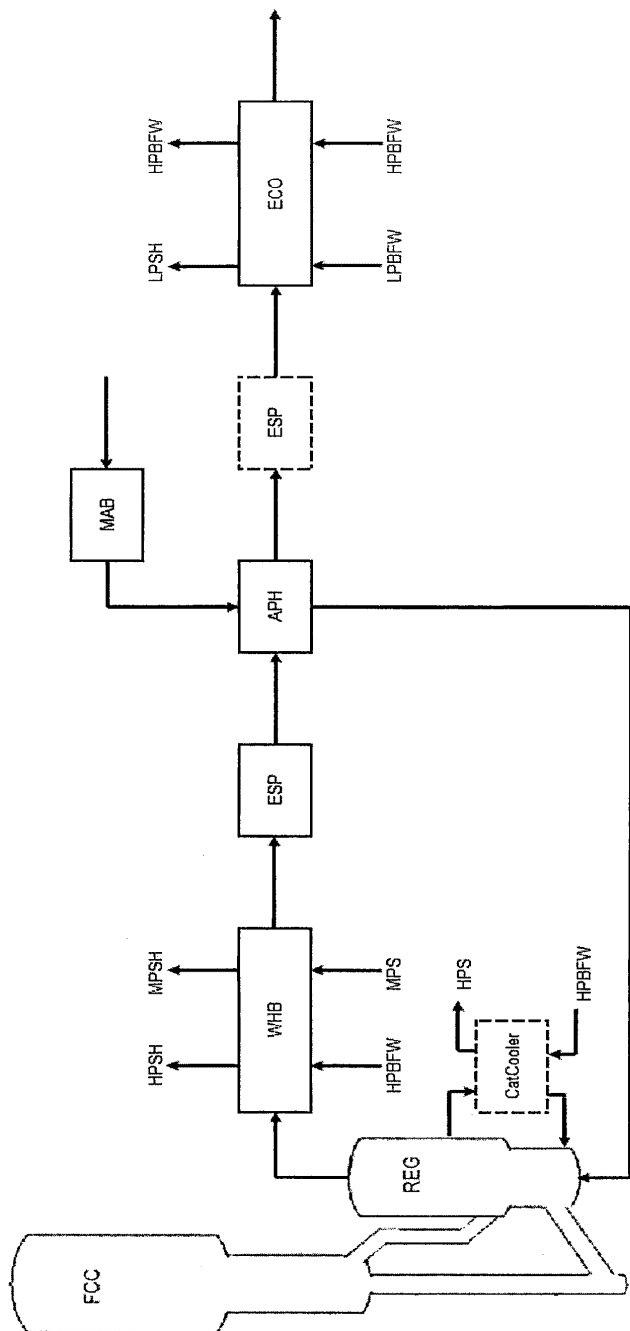 FCC
REG
CatCooler
HPS
HPBFW
WHB
HPSH
MPSH
HPBFW
MPS
ESP
APH
MAB
ESP
ECO
LPSH
HPBFW
LPBFW
HPBFW